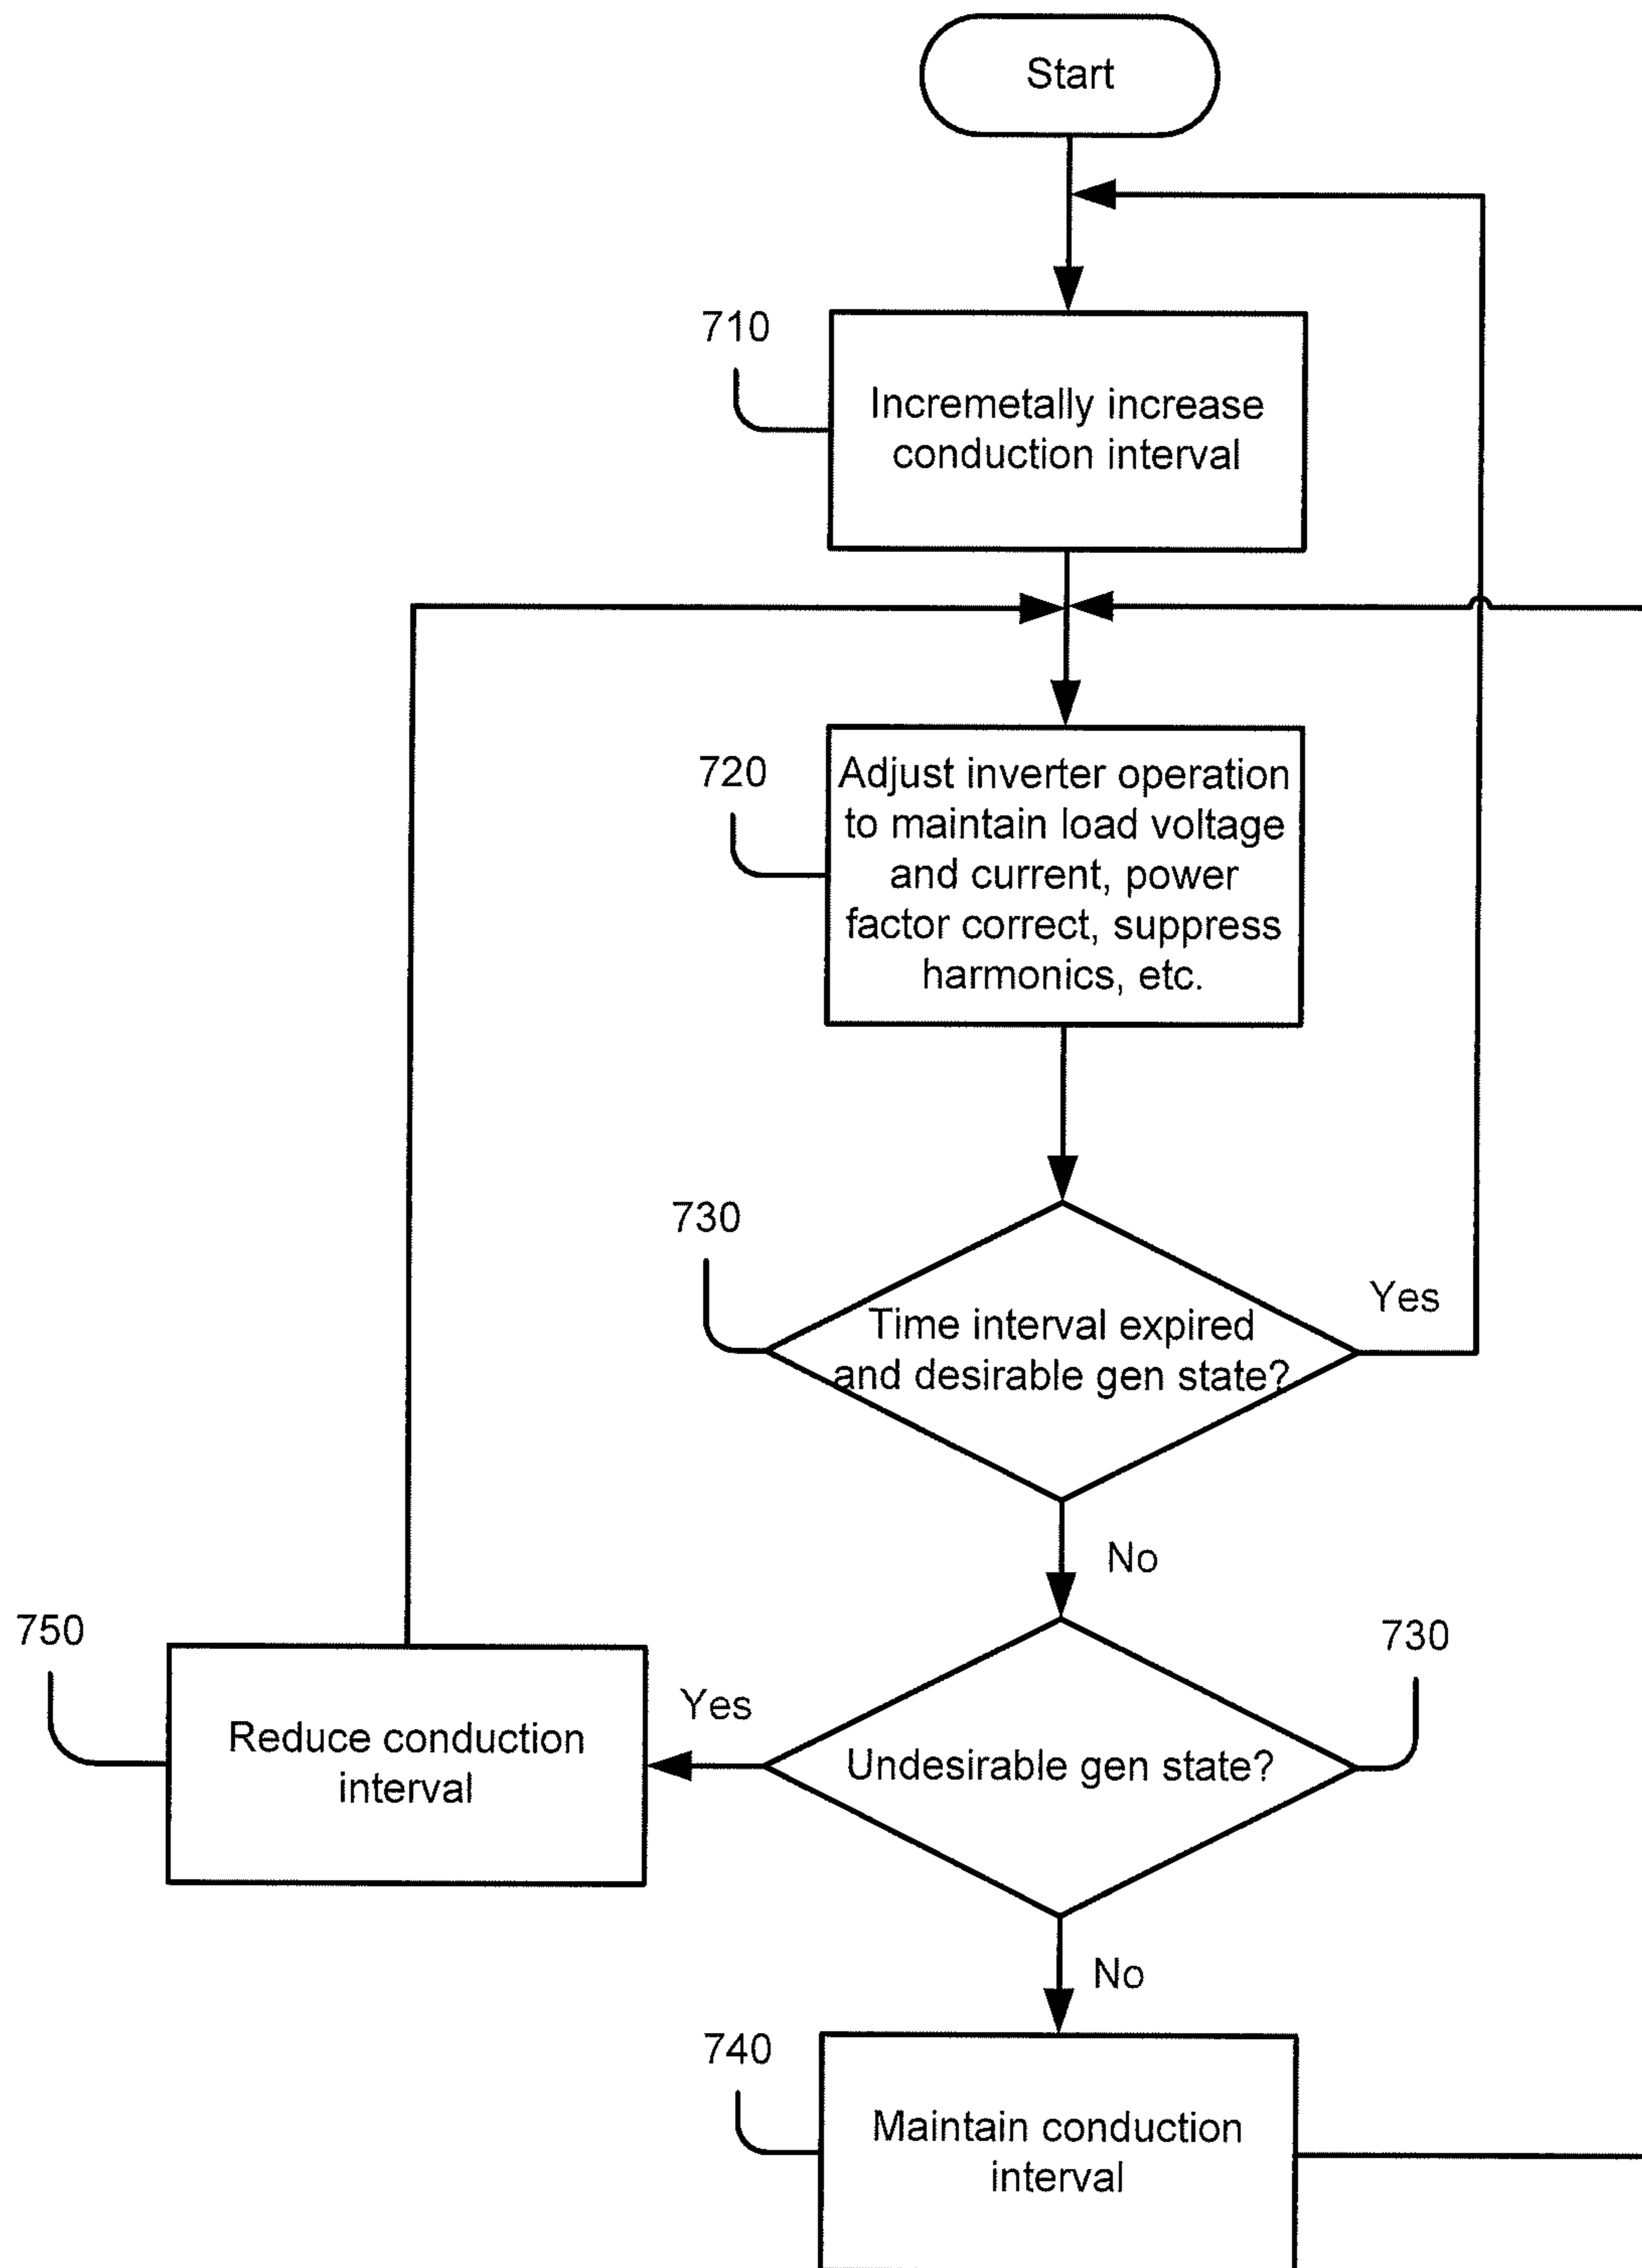 Start
710
Incremetally increase
conduction interval
720
Adjust inverter operation
to maintain load voltage
and current, power
factor correct, suppress
harmonics, etc.
730
Time interval expired
and desirable gen state?
Yes
No
750
Reduce conduction
interval
Yes
Undesirable gen state?
730
No
740
Maintain conduction
interval